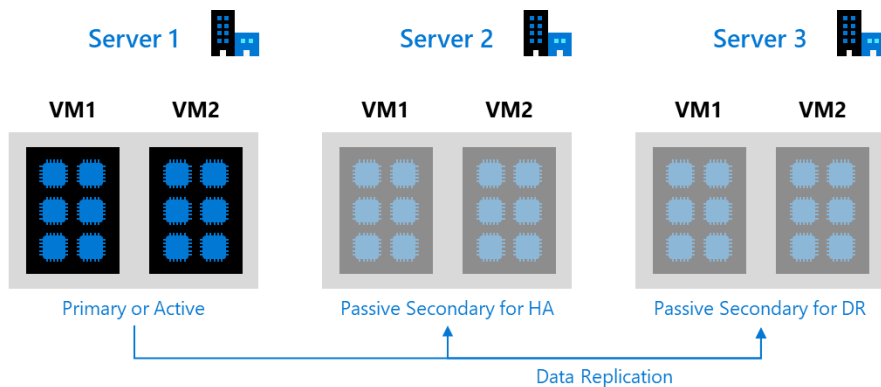 Server 1
Server 2
Server 3
VM1
VM2
VM1
VM2
VM1
VM2
Primary or Active
Passive Secondary for HA
Passive Secondary for DR
Data Replication